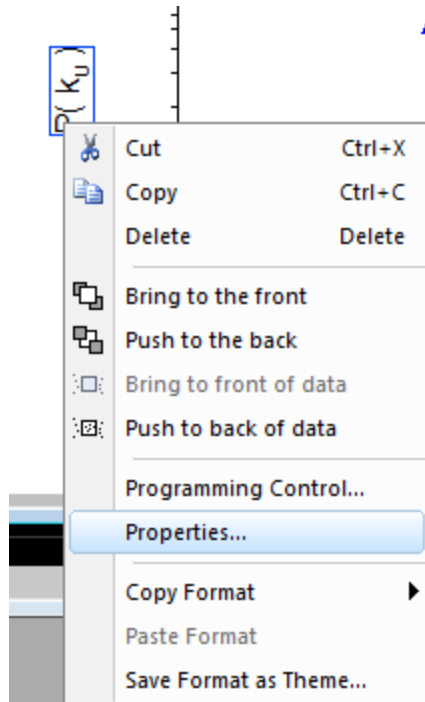 P( kᵤ)
Cut Ctrl+X
Copy Ctrl+C
Delete Delete
Bring to the front
Push to the back
Bring to front of data
Push to back of data
Programming Control...
Properties...
Copy Format
Paste Format
Save Format as Theme...